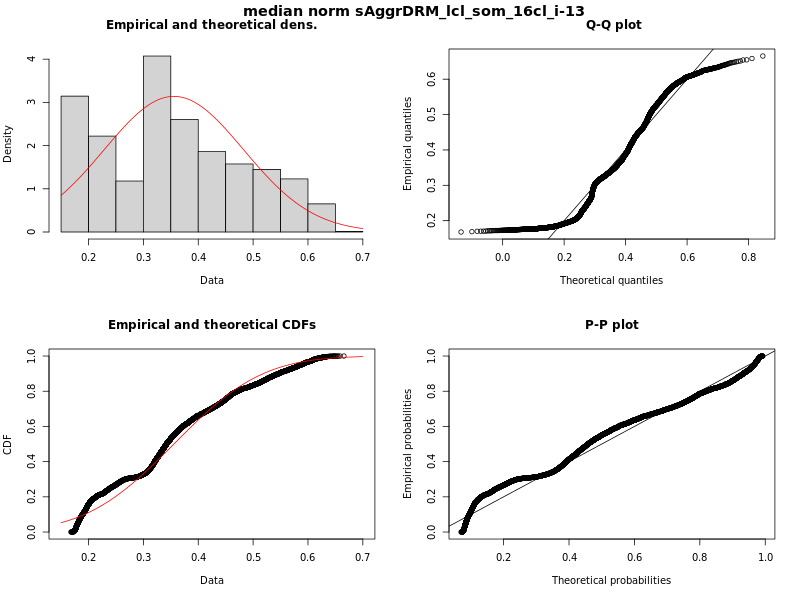 median norm sAggrDRM_lcl_som_16cl_i-13
Empirical and theoretical dens.
Density
0 1 2 3 4
0.2 0.3 0.4 0.5 0.6 0.7
Data
Q-Q plot
Empirical quantiles
0.2 0.3 0.4 0.5 0.6
0.0 0.2 0.4 0.6 0.8
Theoretical quantiles
Empirical and theoretical CDFs
CDF
0.0 0.2 0.4 0.6 0.8 1.0
0.2 0.3 0.4 0.5 0.6 0.7
Data
P-P plot
Empirical probabilities
0.0 0.2 0.4 0.6 0.8 1.0
0.2 0.4 0.6 0.8 1.0
Theoretical probabilities